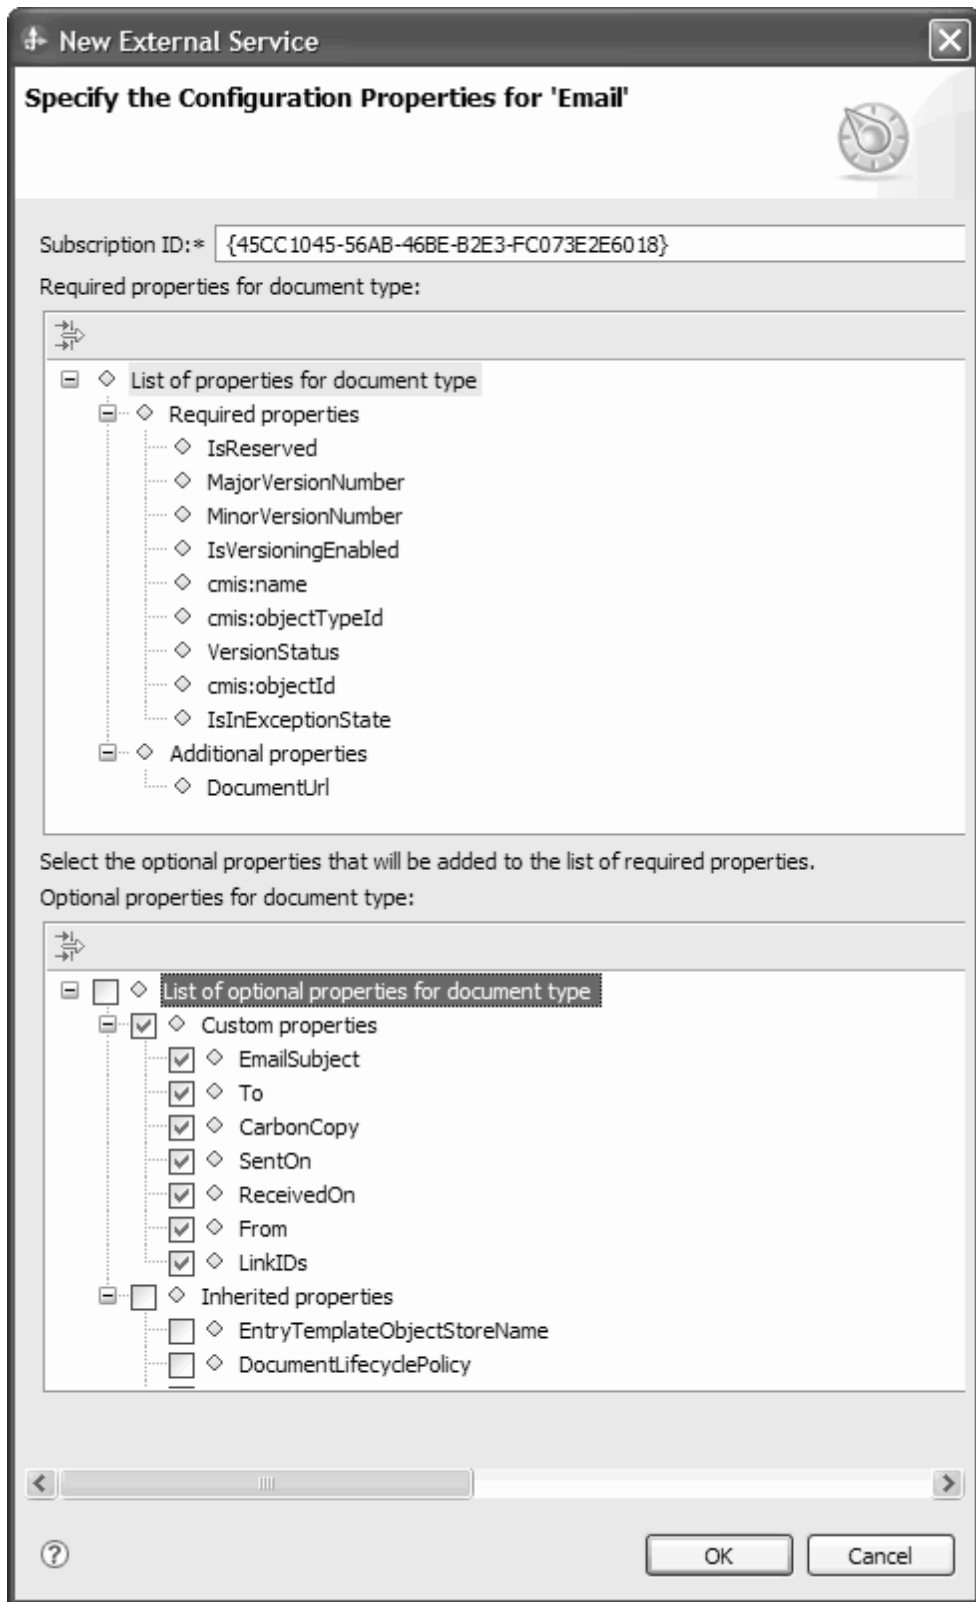 New External Service
Specify the Configuration Properties for 'Email'
Subscription ID:* {45CC1045-56AB-46BE-B2E3-FC073E2E6018}
Required properties for document type:
List of properties for document type
Required properties
IsReserved
MajorVersionNumber
MinorVersionNumber
IsVersioningEnabled
cmis:name
cmis:objectTypeId
VersionStatus
cmis:objectId
IsInExceptionState
Additional properties
DocumentUrl
Select the optional properties that will be added to the list of required properties.
Optional properties for document type:
List of optional properties for document type
Custom properties
EmailSubject
To
CarbonCopy
SentOn
ReceivedOn
From
LinkIDs
Inherited properties
EntryTemplateObjectStoreName
DocumentLifecyclePolicy
OK Cancel